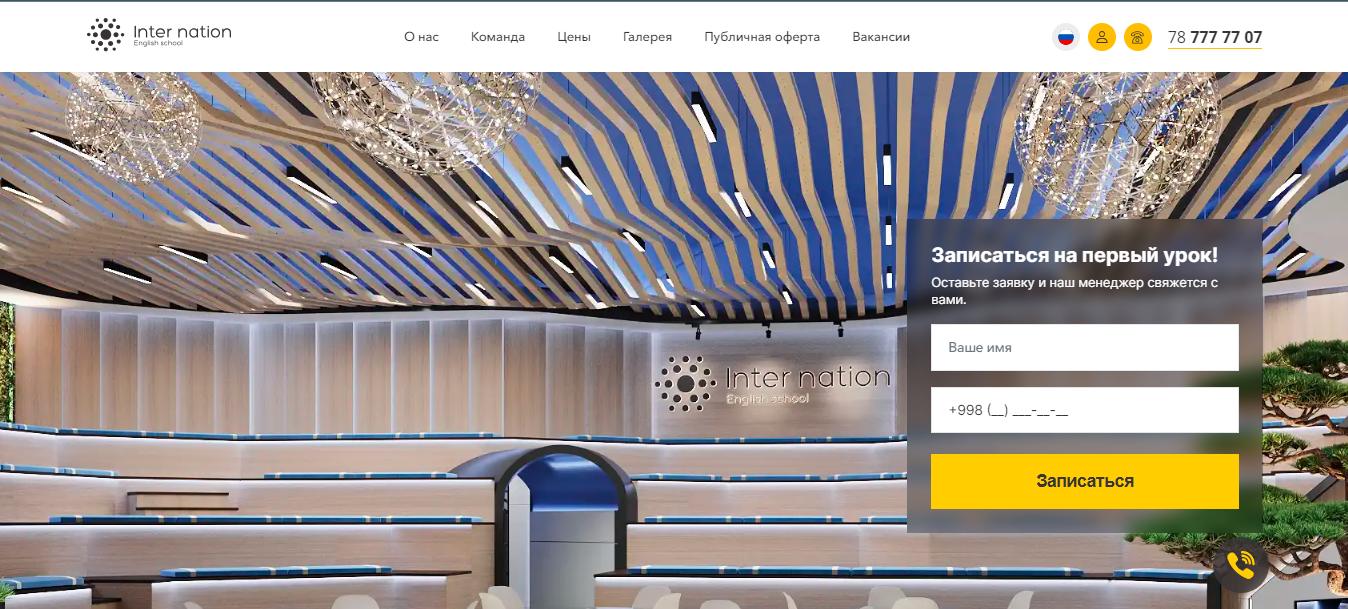 Inter nation
English school
О нас
Команда
Цены
Галерея
Публичная оферта
Вакансии
78 777 77 07
Записаться на первый урок!
Оставьте заявку и наш менеджер свяжется с
вами.
Ваше имя
+998 (__) ___-__-__
Inter nation
English school
Записаться